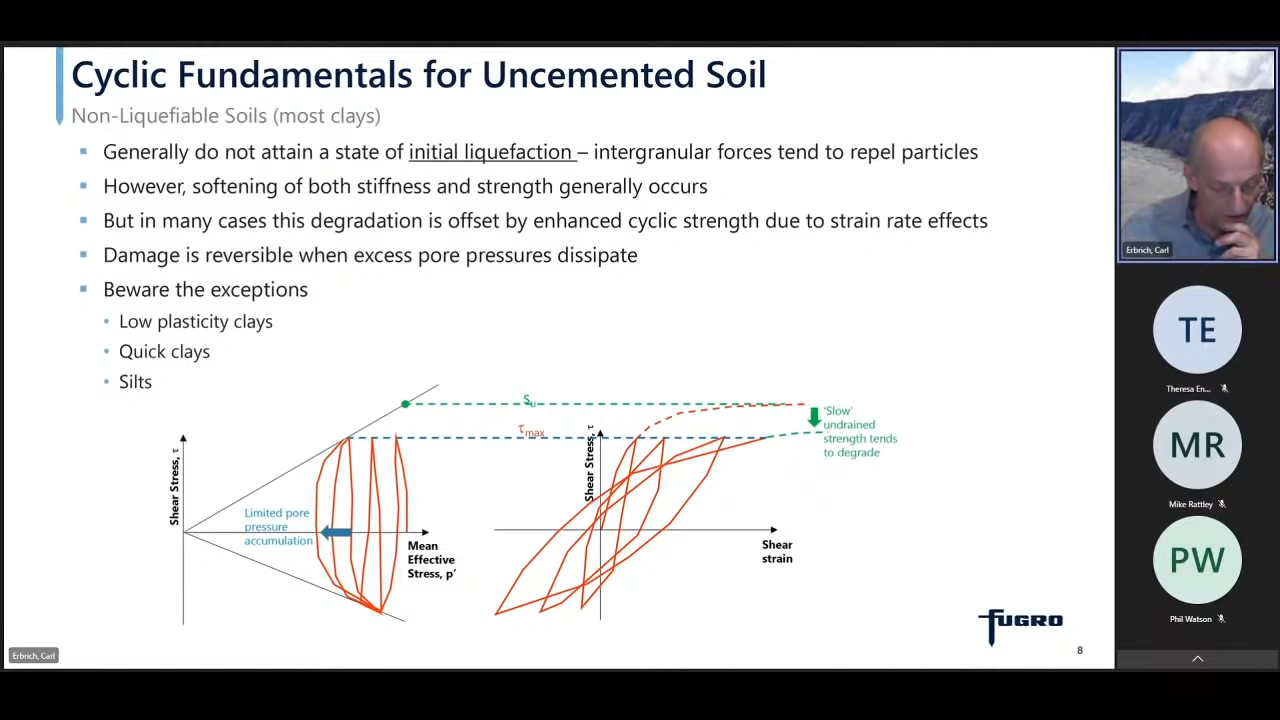 Cyclic Fundamentals for Uncemented Soil
Non-Liquefiable Soils (most clays)
▪ Generally do not attain a state of initial liquefaction – intergranular forces tend to repel particles
▪ However, softening of both stiffness and strength generally occurs
▪ But in many cases this degradation is offset by enhanced cyclic strength due to strain rate effects
▪ Damage is reversible when excess pore pressures dissipate
▪ Beware the exceptions
• Low plasticity clays
• Quick clays
• Silts
Shear Stress, τ
Limited pore
pressure
accumulation
Mean
Effective
Stress, p'
Su
τmax
Shear Stress, τ
Shear
strain
'Slow'
undrained
strength tends
to degrade
FUGRO
8
Erbrich, Carl
Erbrich, Carl
TE
Theresa En...
MR
Mike Rattley
PW
Phil Watson